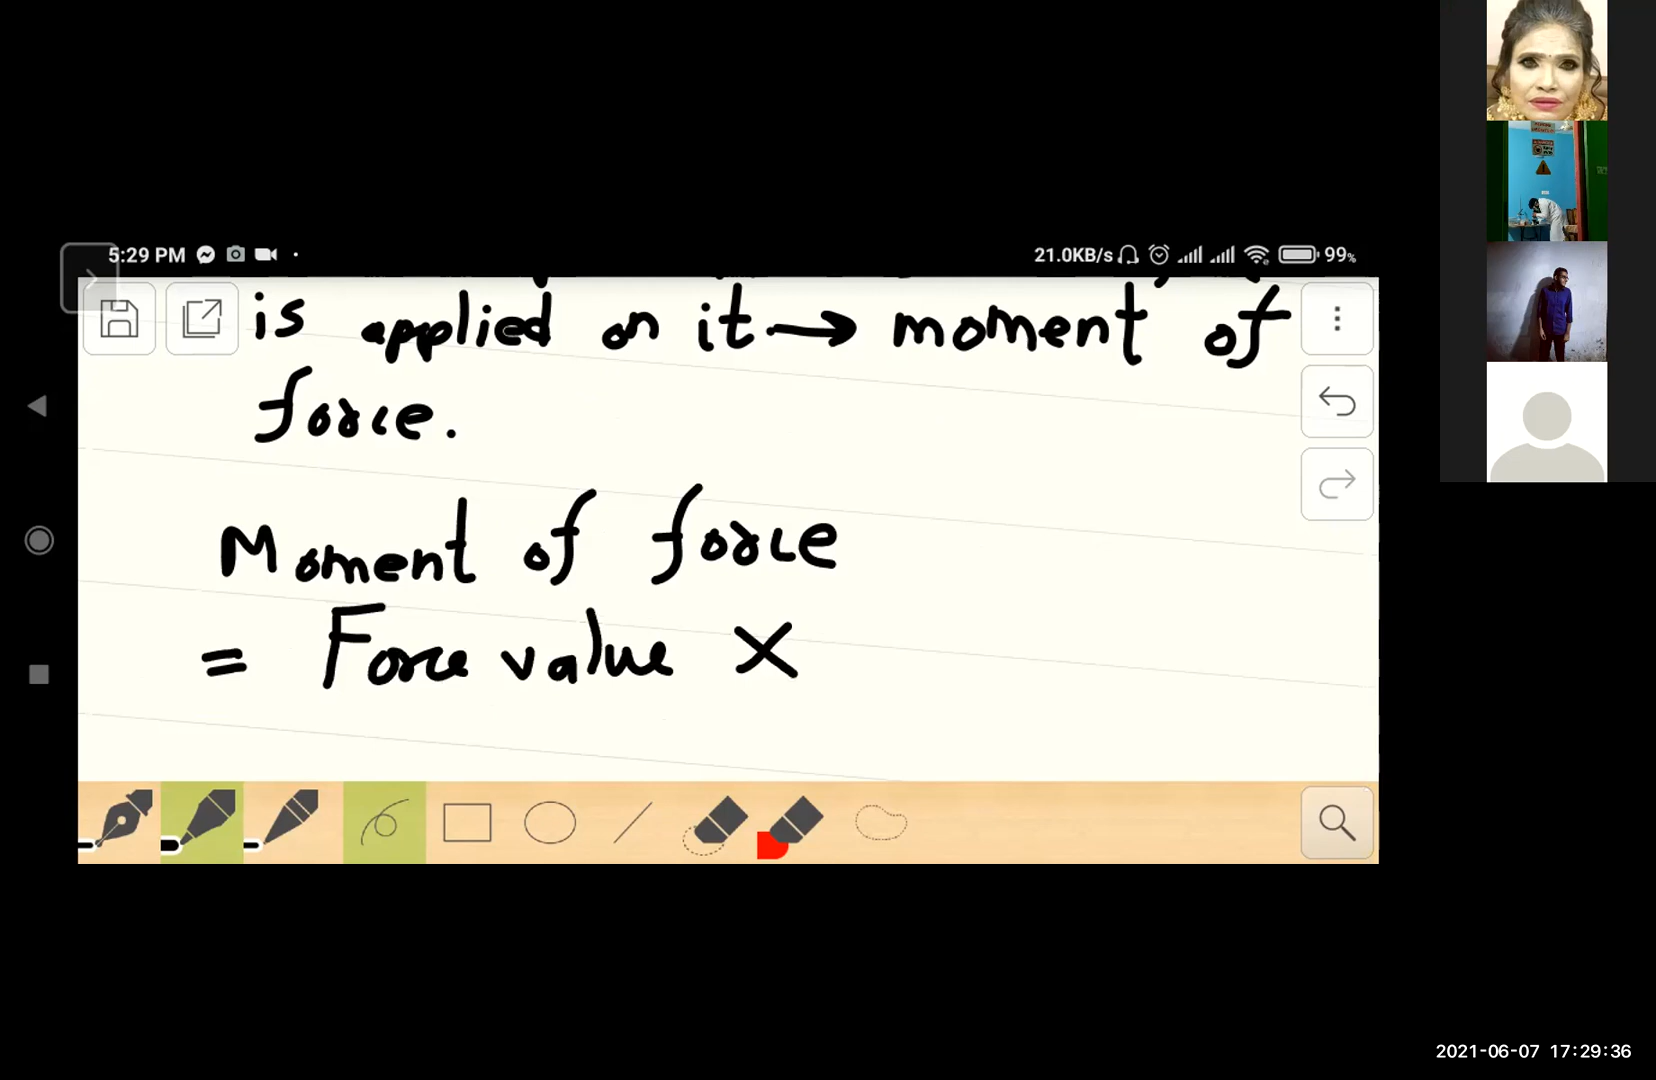 5:29 PM
21.0KB/s 99%
is applied on it → moment of
force.
Moment of force
= Force value ×
2021-06-07 17:29:36